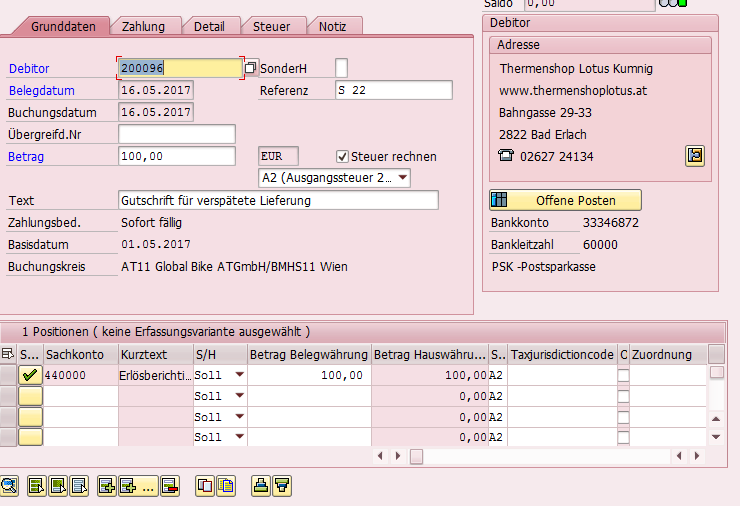 Saldo 0,00
Grunddaten Zahlung Detail Steuer Notiz
Debitor 200096 SonderH
Belegdatum 16.05.2017 Referenz S 22
Buchungsdatum 16.05.2017
Übergreifd.Nr
Betrag 100,00 EUR Steuer rechnen
A2 (Ausgangssteuer 2...
Text Gutschrift für verspätete Lieferung
Zahlungsbed. Sofort fällig
Basisdatum 01.05.2017
Buchungskreis AT11 Global Bike ATGmbH/BMHS11 Wien
Debitor
Adresse
Thermenshop Lotus Kumnig
www.thermenshoplotus.at
Bahngasse 29-33
2822 Bad Erlach
02627 24134
Offene Posten
Bankkonto 33346872
Bankleitzahl 60000
PSK -Postsparkasse
1 Positionen ( keine Erfassungsvariante ausgewählt )
S... Sachkonto Kurztext S/H Betrag Belegwährung Betrag Hauswähru... S.. Taxjurisdictioncode O Zuordnung
440000 Erlösberichti... Soll 100,00 100,00 A2
Soll 0,00 A2
Soll 0,00 A2
Soll 0,00 A2